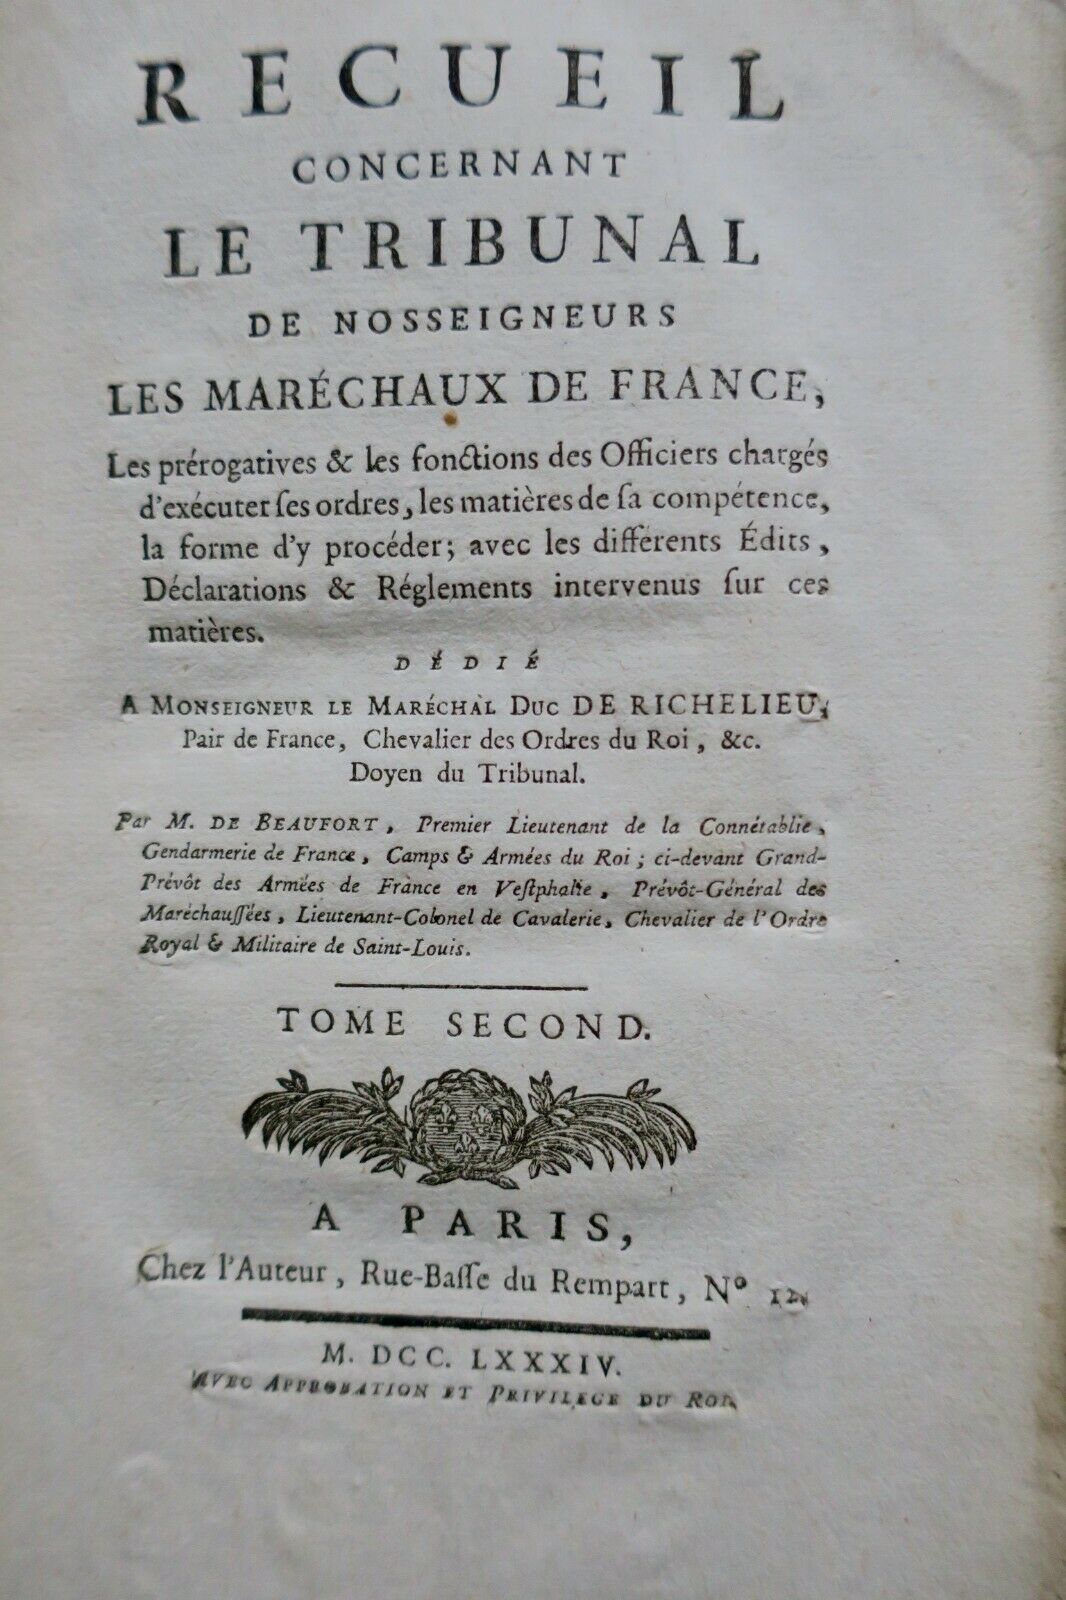 RECUEIL
CONCERNANT
LE TRIBUNAL
DE NOSSEIGNEURS
LES MARÉCHAUX DE FRANCE,
Les prérogatives & les fonctions des Officiers chargés
d'exécuter ſes ordres, les matières de ſa compétence,
la forme d'y procéder; avec les différents Édits,
Déclarations & Réglements intervenus ſur ces
matières.
DÉDIÉ
A MONSEIGNEUR LE MARÉCHAL DUC DE RICHELIEU,
Pair de France, Chevalier des Ordres du Roi, &c.
Doyen du Tribunal.
Par M. DE BEAUFORT, Premier Lieutenant de la Connétablie,
Gendarmerie de France, Camps & Armées du Roi; ci-devant Grand-
Prévôt des Armées de France en Veſtphalie, Prévôt-Général des
Maréchauſſées, Lieutenant-Colonel de Cavalerie, Chevalier de l'Ordre
Royal & Militaire de Saint-Louis.
TOME SECOND.
A PARIS,
Chez l'Auteur, Rue-Baſſe du Rempart, N°
M. DCC. LXXXIV.
AVEC APPROBATION ET PRIVILEGE DU ROI.